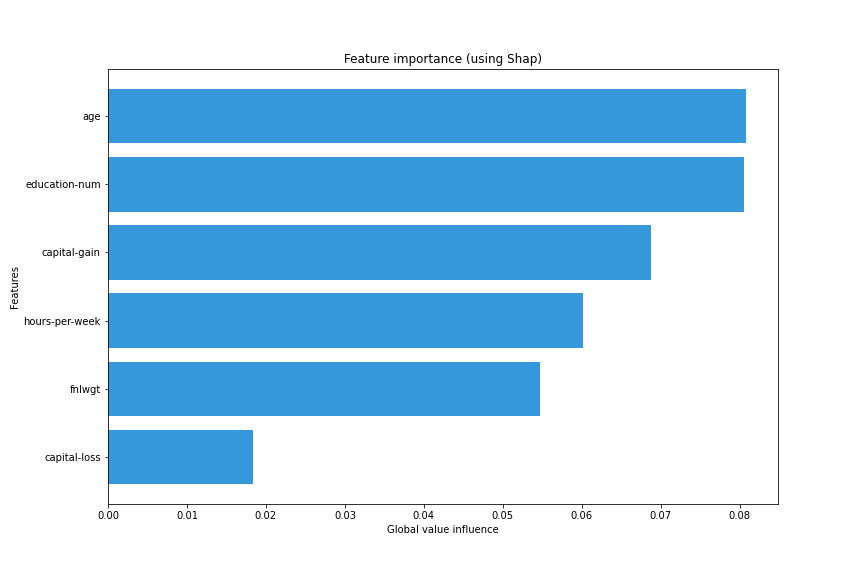 Feature importance (using Shap)
age
education-num
capital-gain
hours-per-week
fnlwgt
capital-loss
Features
0.00 0.01 0.02 0.03 0.04 0.05 0.06 0.07 0.08
Global value influence